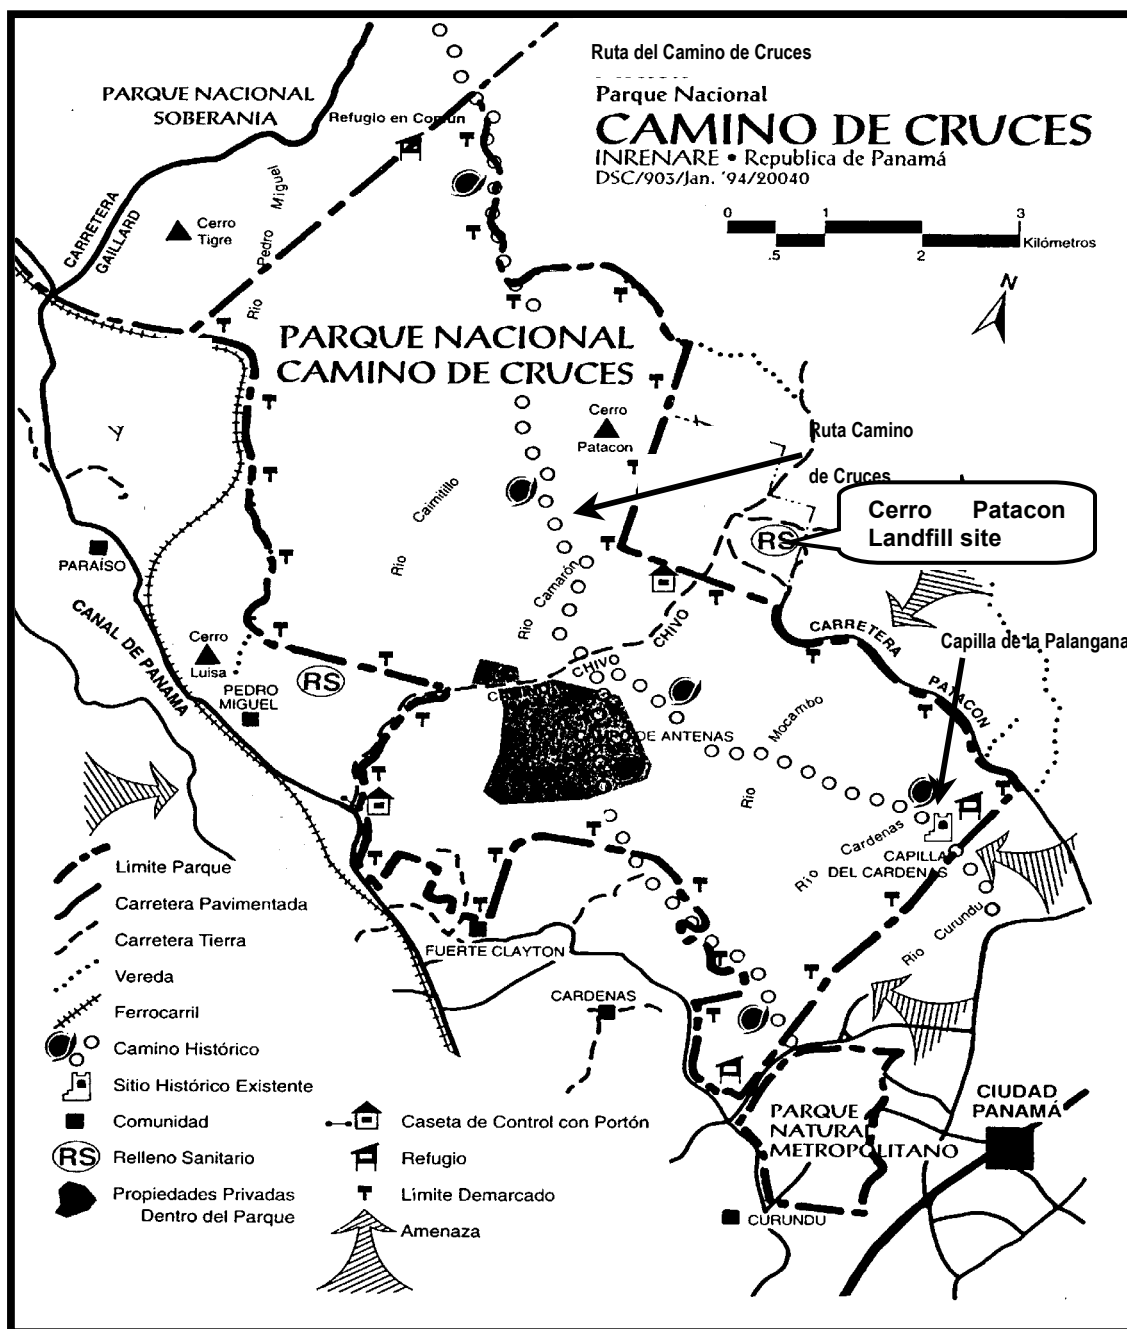 Ruta del Camino de Cruces
Parque Nacional
CAMINO DE CRUCES
INRENARE • Republica de Panamá
DSC/903/Jan. '94/20040
0 1 3
.5 2
Kilómetros
N
PARQUE NACIONAL
SOBERANIA
Refugio en Común
CARRETERA
GAILLARD
Cerro
Tigre
Rio Pedro Miguel
PARQUE NACIONAL
CAMINO DE CRUCES
Cerro
Patacon
Ruta Camino
de Cruces
Cerro Patacon
Landfill site
RS
Rio Caimitillo
Rio Camarón
PARAÍSO
CANAL DE PANAMA
Cerro
Luisa
PEDRO
MIGUEL
RS
CHIVO
CHIVO
CAMPO DE ANTENAS
CARRETERA
PATACON
Capilla de la Palangana
Rio Mocambo
Rio Cardenas
CAPILLA
DEL CARDENAS
Rio Curundu
FUERTE CLAYTON
CARDENAS
PARQUE
NATURAL
METROPOLITANO
CIUDAD
PANAMÁ
CURUNDU
Límite Parque
Carretera Pavimentada
Carretera Tierra
Vereda
Ferrocarril
Camino Histórico
Sitio Histórico Existente
Comunidad
RS
Relleno Sanitario
Propiedades Privadas
Dentro del Parque
Caseta de Control con Portón
Refugio
Límite Demarcado
Amenaza